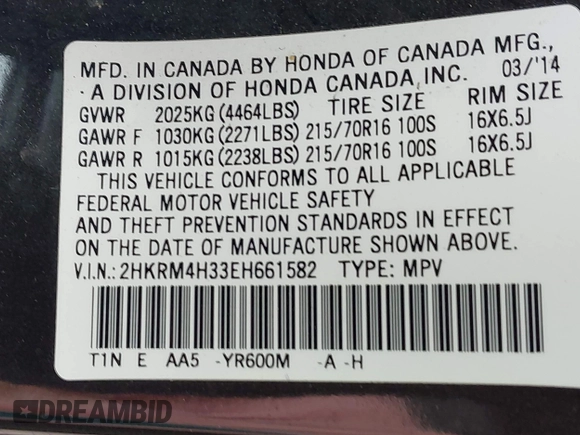 MFD. IN CANADA BY HONDA OF CANADA MFG.,
A DIVISION OF HONDA CANADA, INC. 03/'14
GVWR 2025KG (4464LBS) TIRE SIZE RIM SIZE
GAWR F 1030KG (2271LBS) 215/70R16 100S 16X6.5J
GAWR R 1015KG (2238LBS) 215/70R16 100S 16X6.5J
THIS VEHICLE CONFORMS TO ALL APPLICABLE
FEDERAL MOTOR VEHICLE SAFETY
AND THEFT PREVENTION STANDARDS IN EFFECT
ON THE DATE OF MANUFACTURE SHOWN ABOVE.
V.I.N.: 2HKRM4H33EH661582 TYPE: MPV
T1N E AA5 -YR600M -A -H
DREAMBID